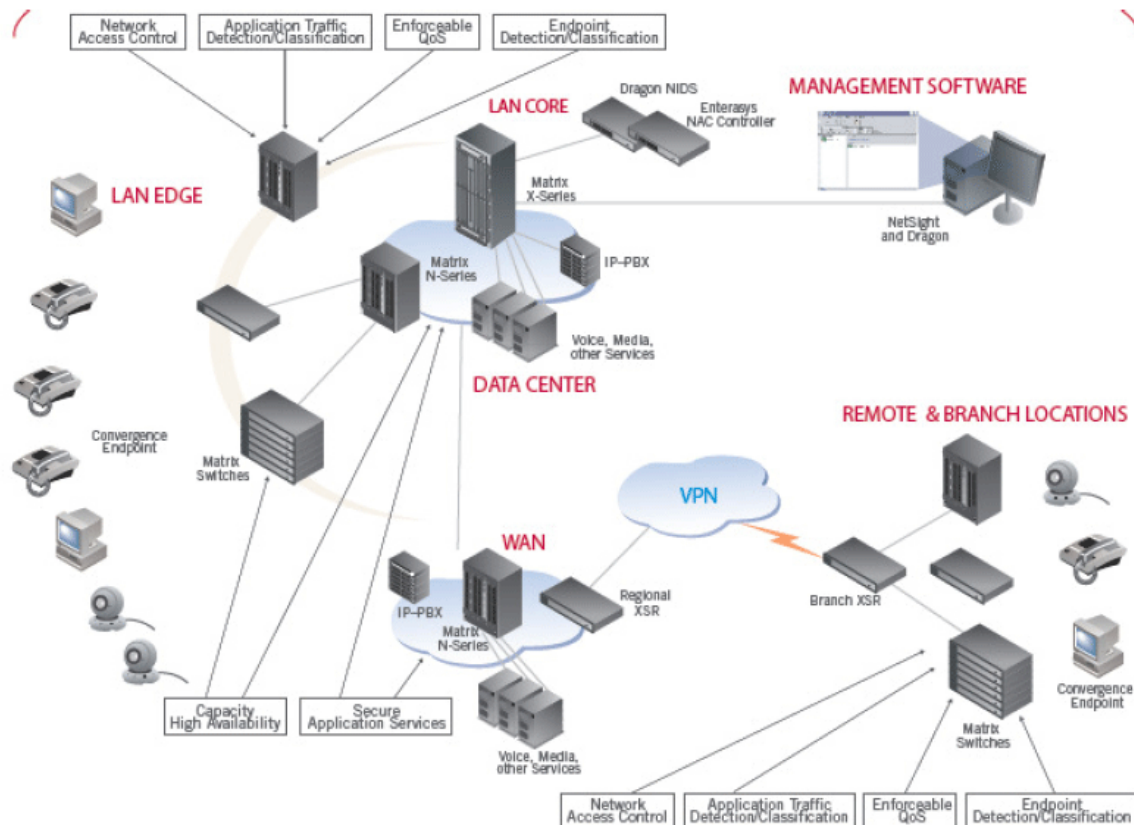 Network
Access Control
Application Traffic
Detection/Classification
Enforceable
QoS
Endpoint
Detection/Classification
LAN CORE
Dragon NIDS
Enterasys
NAC Controller
MANAGEMENT SOFTWARE
LAN EDGE
Matrix
X-Series
NetSight
and Dragon
Matrix
N-Series
IP-PBX
Voice, Media,
other Services
DATA CENTER
REMOTE & BRANCH LOCATIONS
Convergence
Endpoint
Matrix
Switches
VPN
WAN
IP-PBX
Matrix
N-Series
Regional
XSR
Branch XSR
Convergence
Endpoint
Capacity
High Availability
Secure
Application Services
Matrix
Switches
Voice, Media,
other Services
Network
Access Control
Application Traffic
Detection/Classification
Enforceable
QoS
Endpoint
Detection/Classification